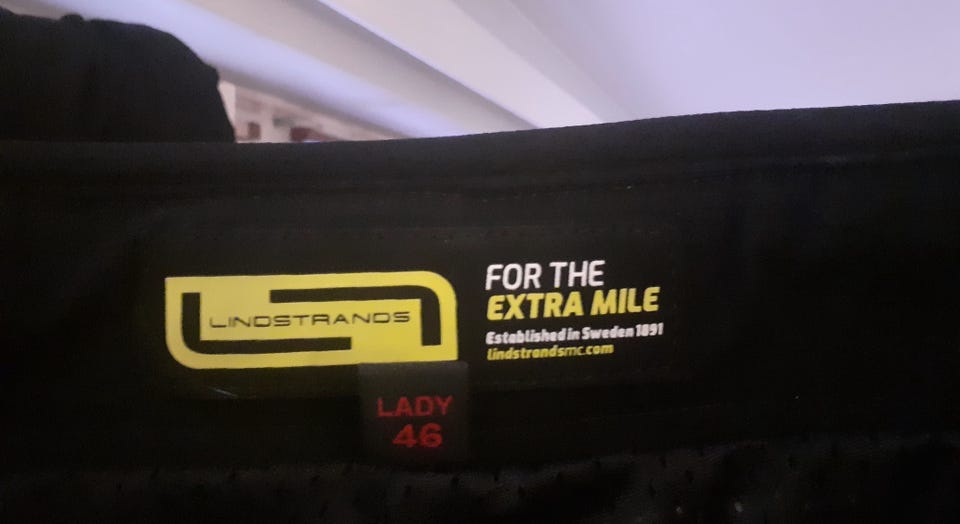 LINDSTRANDS
FOR THE
EXTRA MILE
Established in Sweden 1891
lindstrandsmc.com
LADY
46